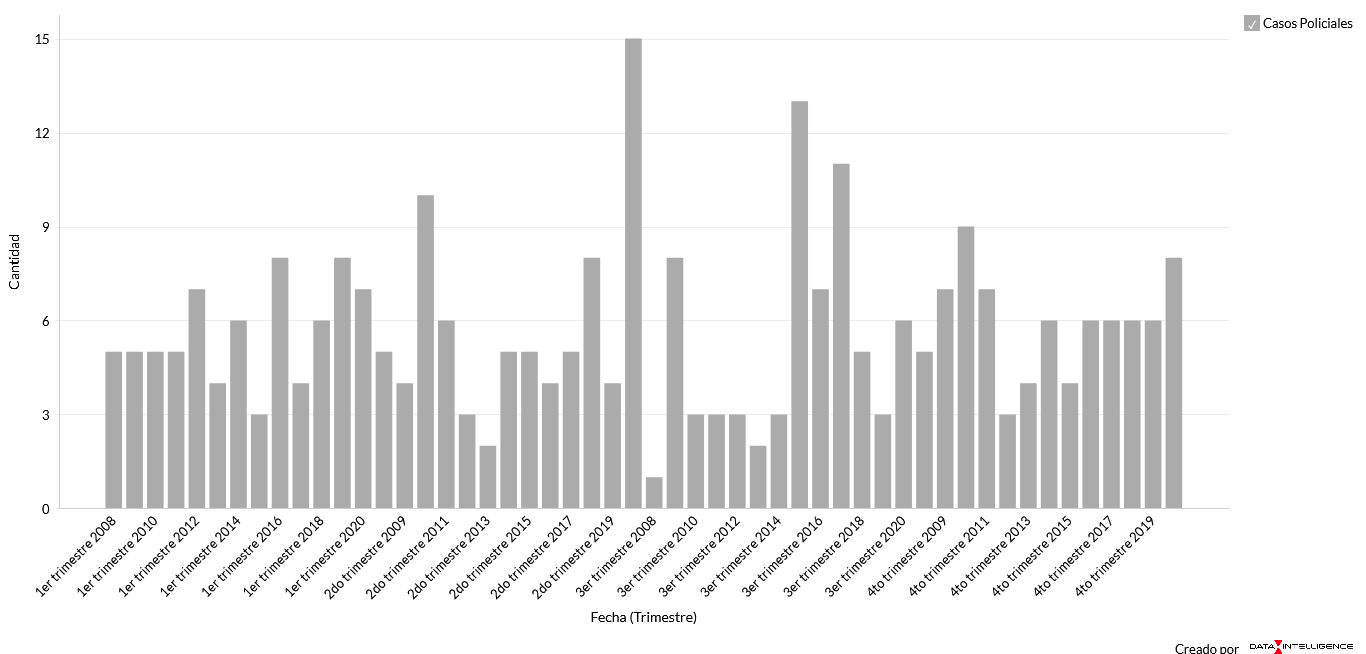 Casos Policiales
15
12
9
6
3
0
Cantidad
1er trimestre 2008
1er trimestre 2010
1er trimestre 2012
1er trimestre 2014
1er trimestre 2016
1er trimestre 2018
1er trimestre 2020
2do trimestre 2009
2do trimestre 2011
2do trimestre 2013
2do trimestre 2015
2do trimestre 2017
2do trimestre 2019
3er trimestre 2008
3er trimestre 2010
3er trimestre 2012
3er trimestre 2014
3er trimestre 2016
3er trimestre 2018
3er trimestre 2020
4to trimestre 2009
4to trimestre 2011
4to trimestre 2013
4to trimestre 2015
4to trimestre 2017
4to trimestre 2019
Fecha (Trimestre)
Creado por DATA INTELLIGENCE